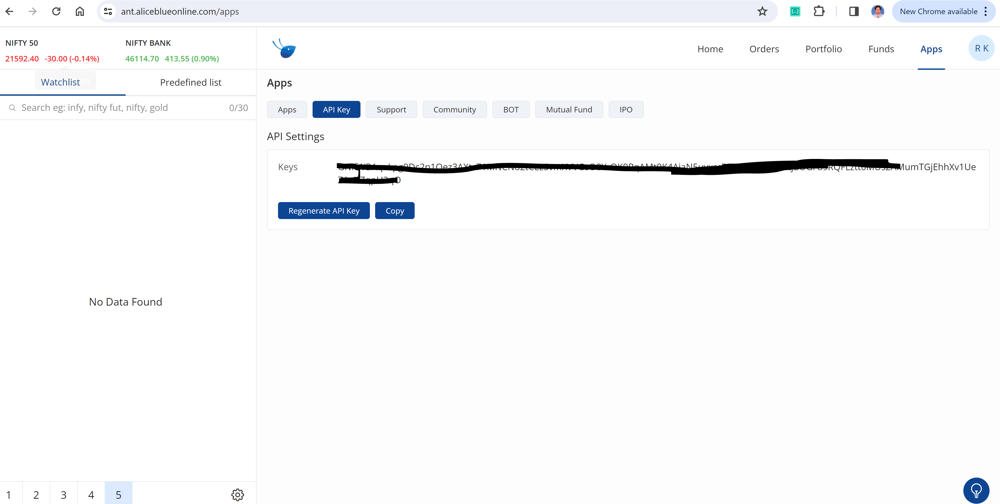 ant.aliceblueonline.com/apps
New Chrome available
NIFTY 50
NIFTY BANK
21592.40 -30.00 (-0.14%)
46114.70 413.55 (0.90%)
Home
Orders
Portfolio
Funds
Apps
R K
Watchlist
Predefined list
Search eg: infy, nifty fut, nifty, gold
0/30
No Data Found
1
2
3
4
5
Apps
Apps
API Key
Support
Community
BOT
Mutual Fund
IPO
API Settings
Keys
Regenerate API Key
Copy